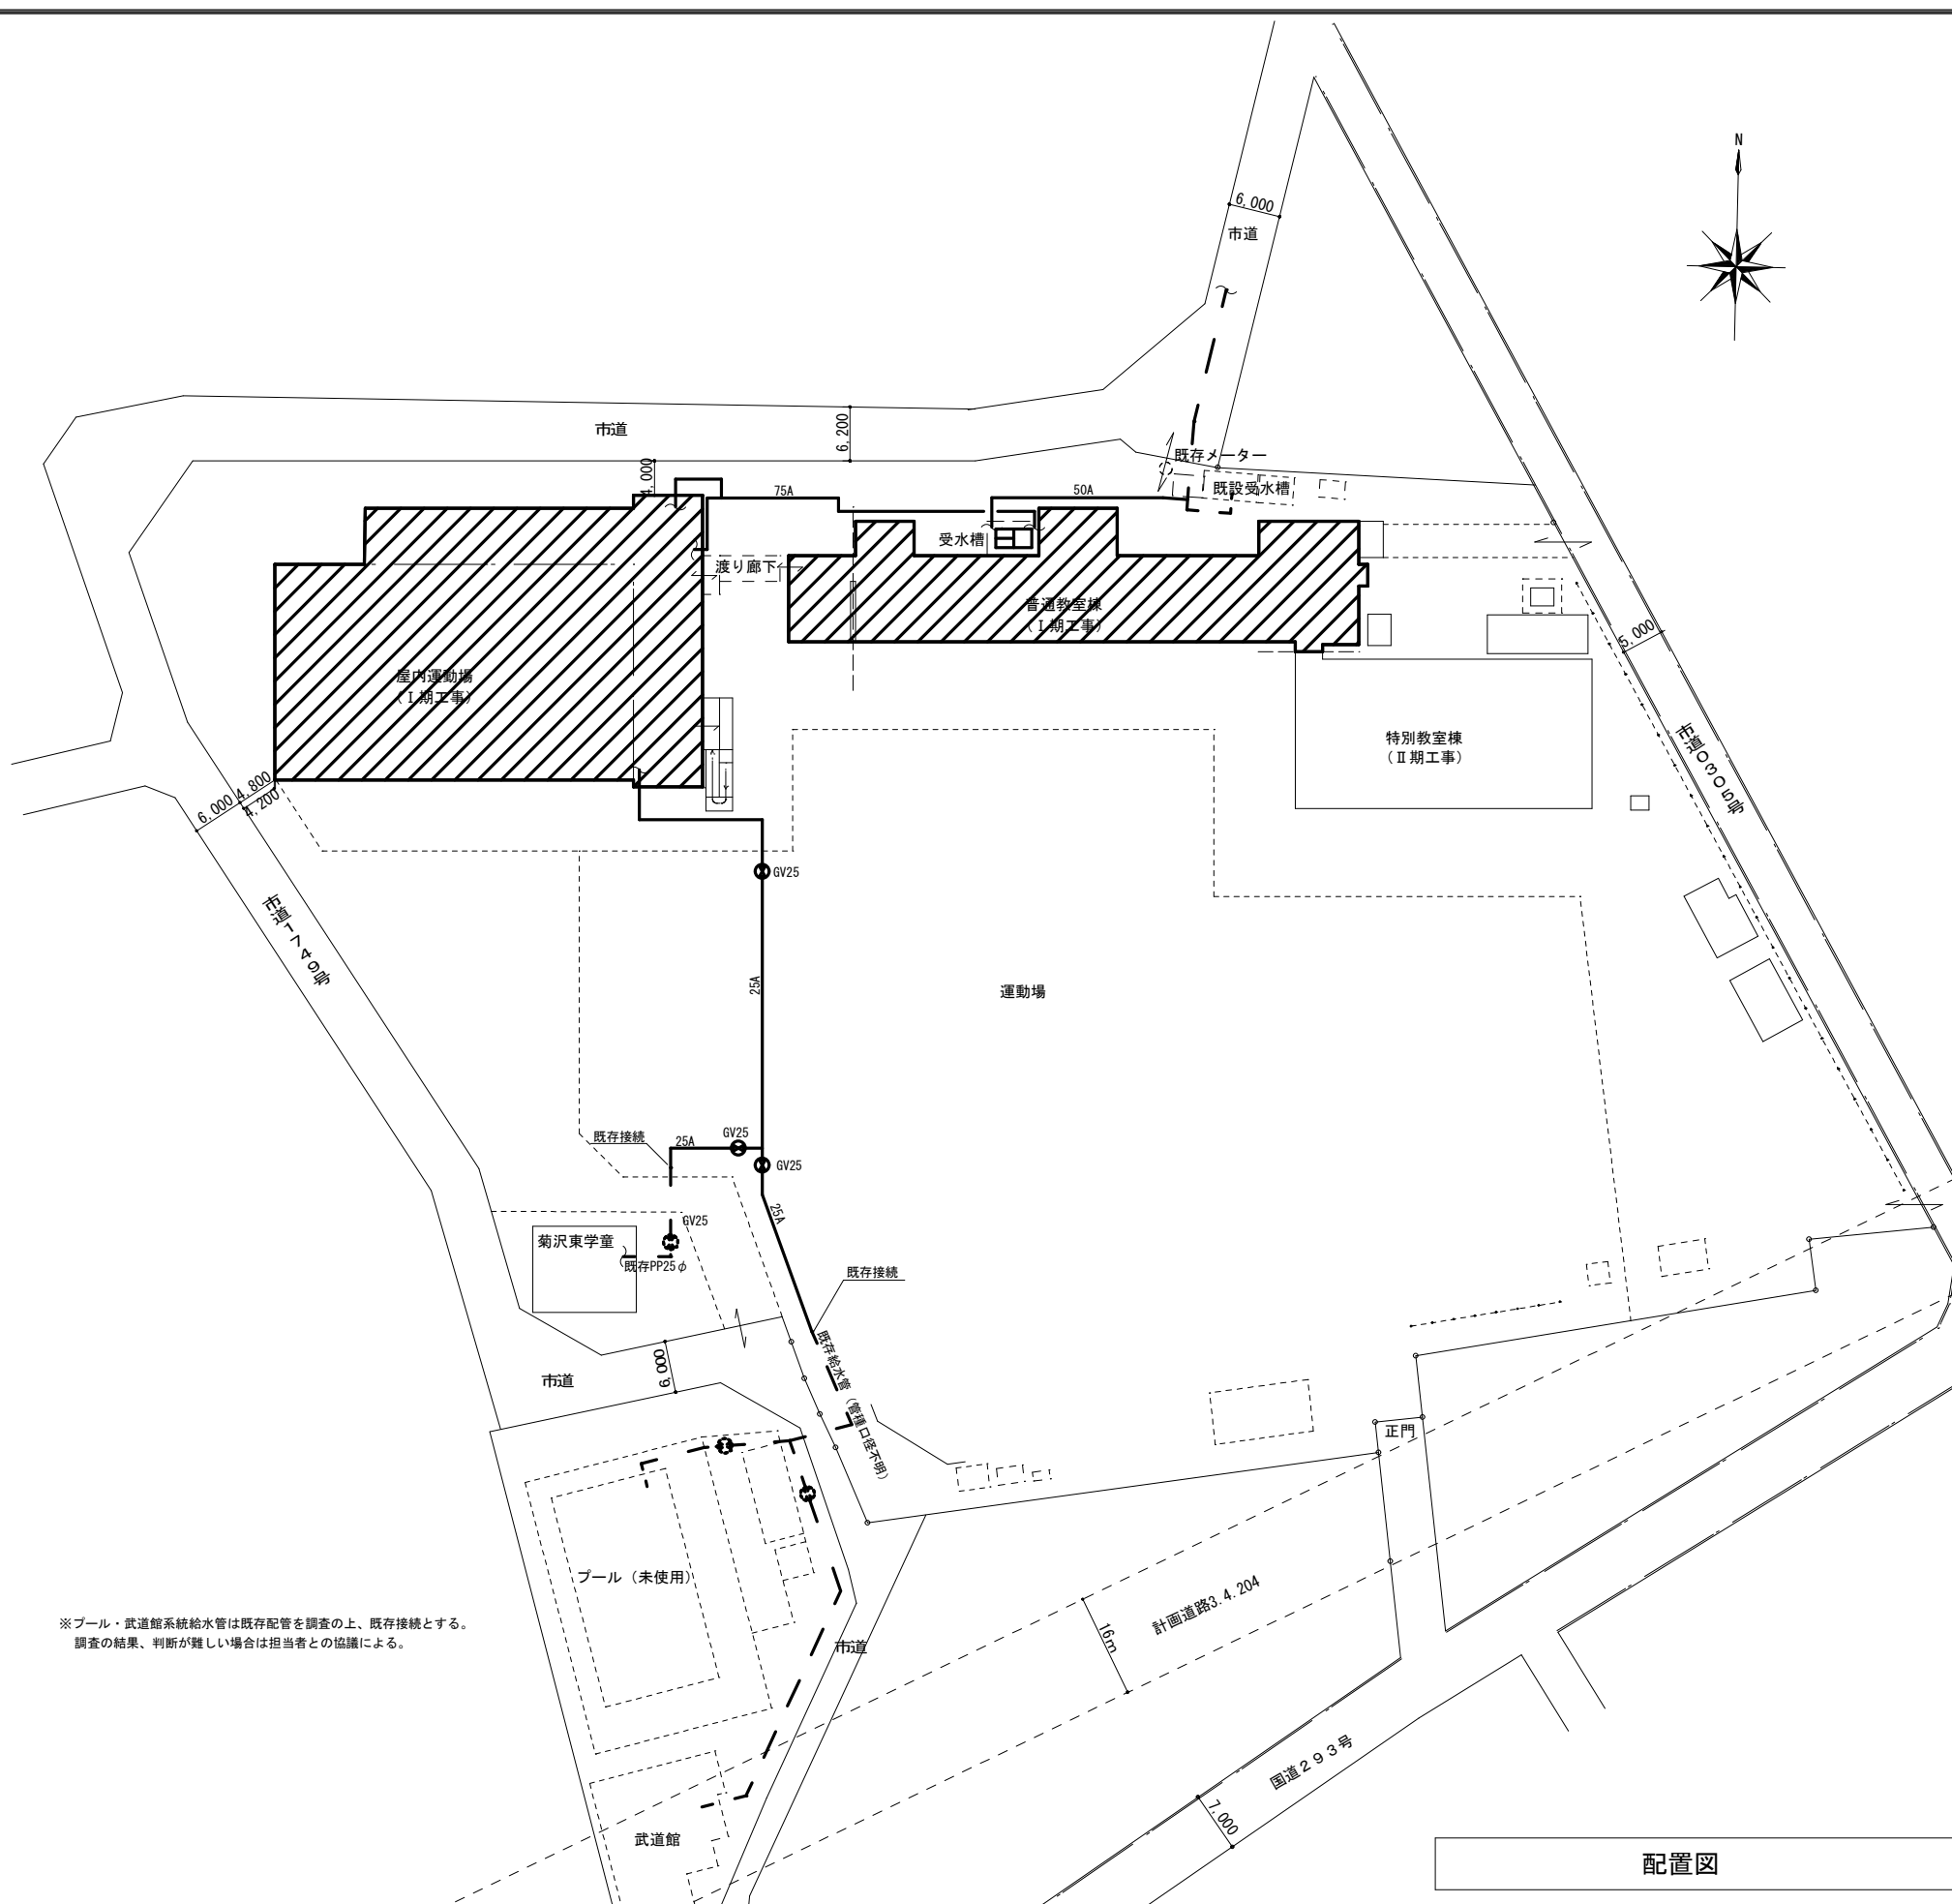 N
6,000
市道
市道
6,200
4,000
既存メーター
既設受水槽
75A
50A
受水槽
渡り廊下
普通教室棟
(Ⅰ期工事)
屋内運動場
(Ⅰ期工事)
5,000
市道0305号
特別教室棟
(Ⅱ期工事)
6,000
4,800
4,200
市道1749号
GV25
25A
運動場
既存接続
25A
GV25
GV25
25A
GV25
菊沢東学童
既存PP25φ
既存接続
既存給水管(管種口径不明)
6,000
市道
正門
プール(未使用)
計画道路3.4.204
16m
※プール・武道館系統給水管は既存配管を調査の上、既存接続とする。
調査の結果、判断が難しい場合は担当者との協議による。
市道
国道293号
7,000
武道館
配置図